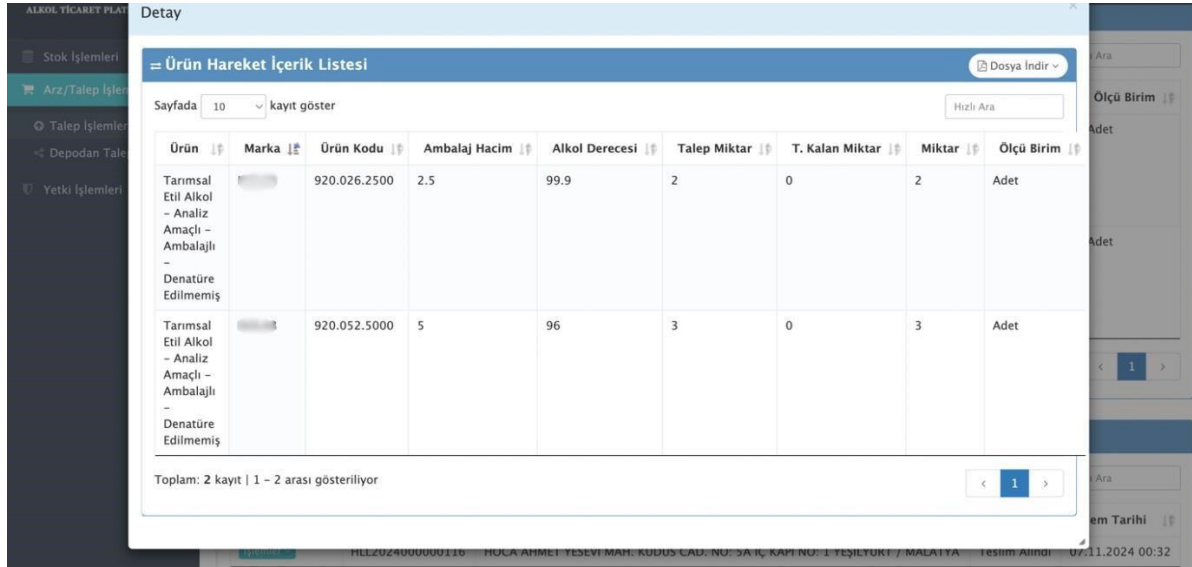 ALKOL TİCARET PLAT
Detay
Stok İşlemleri
Arz/Talep İşlem
Talep İşlemler
Depodan Tale
Yetki İşlemleri
Ürün Hareket İçerik Listesi
Dosya İndir
Sayfada 10 kayıt göster
Hızlı Ara
Ürün Marka Ürün Kodu Ambalaj Hacim Alkol Derecesi Talep Miktar T. Kalan Miktar Miktar Ölçü Birim
Tarımsal 920.026.2500 2.5 99.9 2 0 2 Adet
Etil Alkol
– Analiz
Amaçlı –
Ambalajlı
–
Denatüre
Edilmemiş
Tarımsal 920.052.5000 5 96 3 0 3 Adet
Etil Alkol
– Analiz
Amaçlı –
Ambalajlı
–
Denatüre
Edilmemiş
Toplam: 2 kayıt | 1 – 2 arası gösteriliyor
< 1 >
Ara
Ölçü Birim
Adet
Adet
< 1 >
Ara
em Tarihi
HLL2024000000116 HOCA AHMET YESEVİ MAH. KUDÜS CAD. NO: 5A İÇ KAPI NO: 1 YEŞİLYURT / MALATYA Teslim Alındı 07.11.2024 00:32